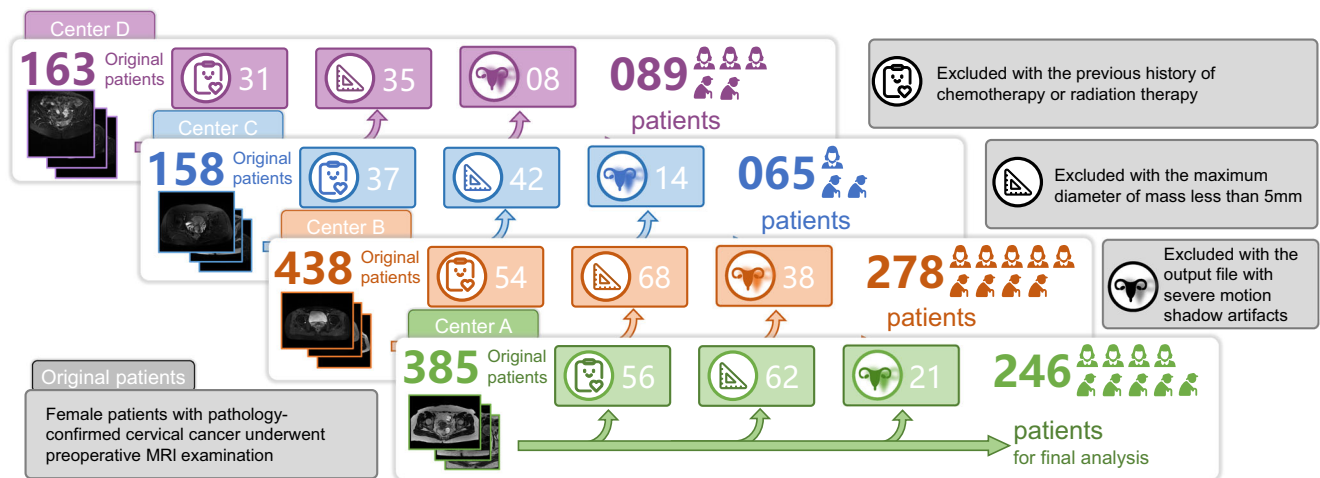 Center D
163
Original
patients
31
35
08
089
patients
Excluded with the previous history of
chemotherapy or radiation therapy
Center C
158
Original
patients
37
42
14
065
patients
Excluded with the maximum
diameter of mass less than 5mm
Center B
438
Original
patients
54
68
38
278
patients
Excluded with the
output file with
severe motion
shadow artifacts
Center A
385
Original
patients
56
62
21
246
patients
for final analysis
Original patients
Female patients with pathology-
confirmed cervical cancer underwent
preoperative MRI examination